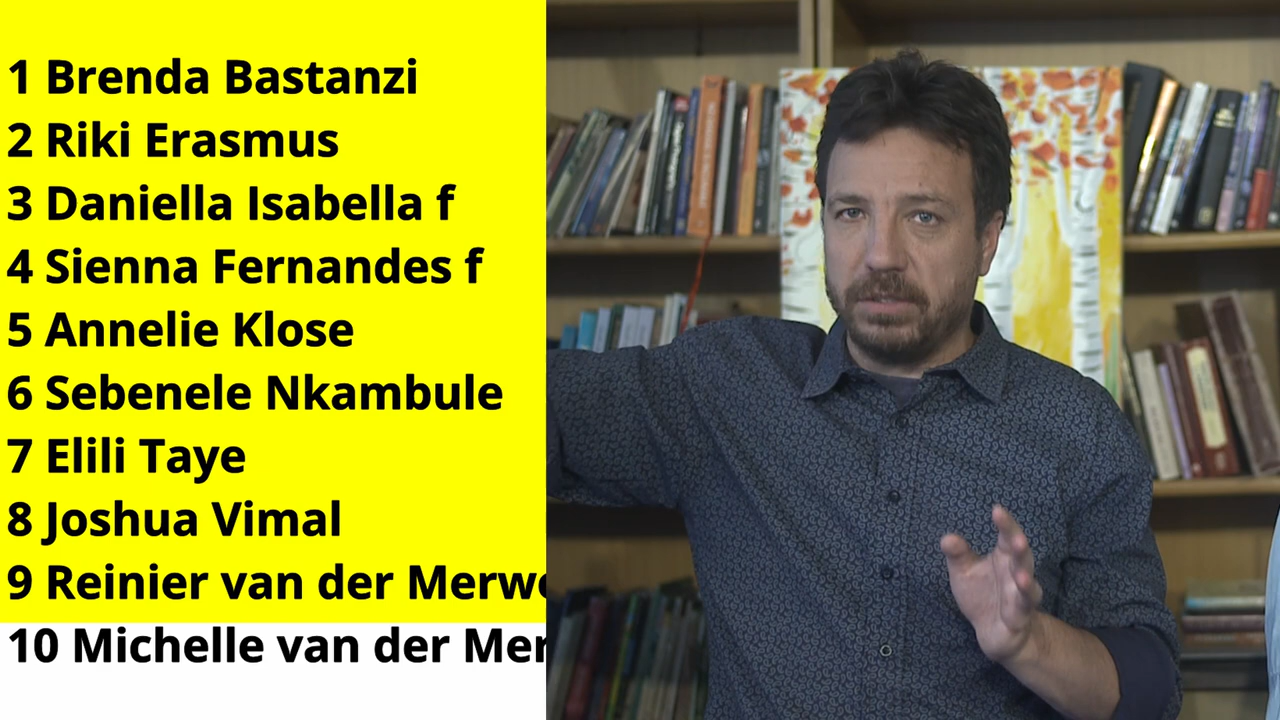 1 Brenda Bastanzi
2 Riki Erasmus
3 Daniella Isabella f
4 Sienna Fernandes f
5 Annelie Klose
6 Sebenele Nkambule
7 Elili Taye
8 Joshua Vimal
9 Reinier van der Merwe
10 Michelle van der Mer